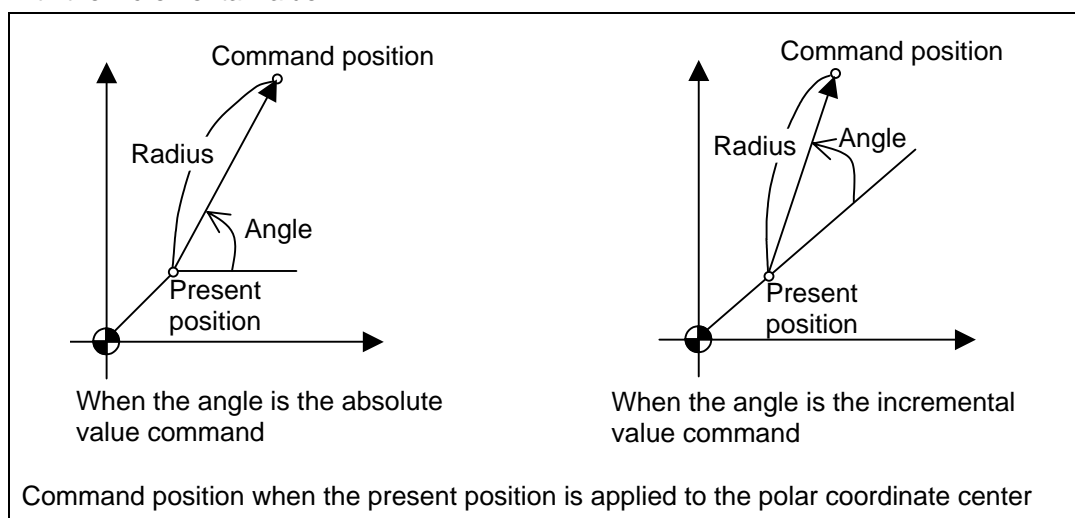 Command position
Radius
Angle
Present
position
When the angle is the absolute
value command
Command position
Radius
Angle
Present
position
When the angle is the incremental
value command
Command position when the present position is applied to the polar coordinate center